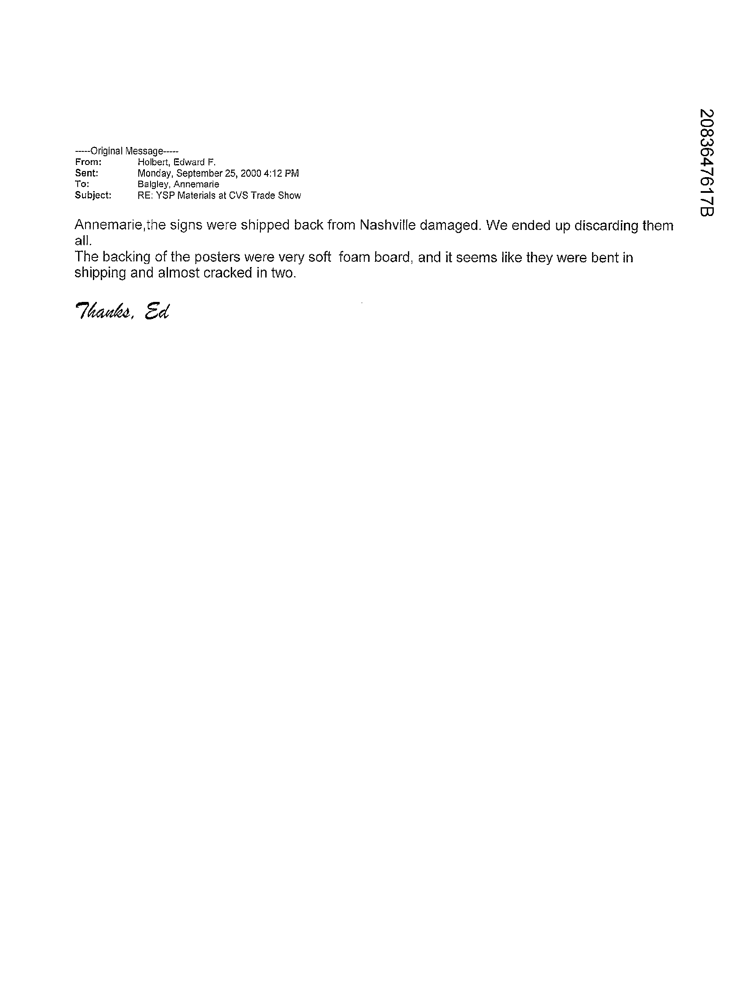 -----Original Message-----
From: Holbert, Edward F.
Sent: Monday, September 25, 2000 4:12 PM
To: Balgley, Annemarie
Subject: RE: YSP Materials at CVS Trade Show
Annemarie,the signs were shipped back from Nashville damaged. We ended up discarding them
all.
The backing of the posters were very soft foam board, and it seems like they were bent in
shipping and almost cracked in two.
Thanks, Ed
2083647617B